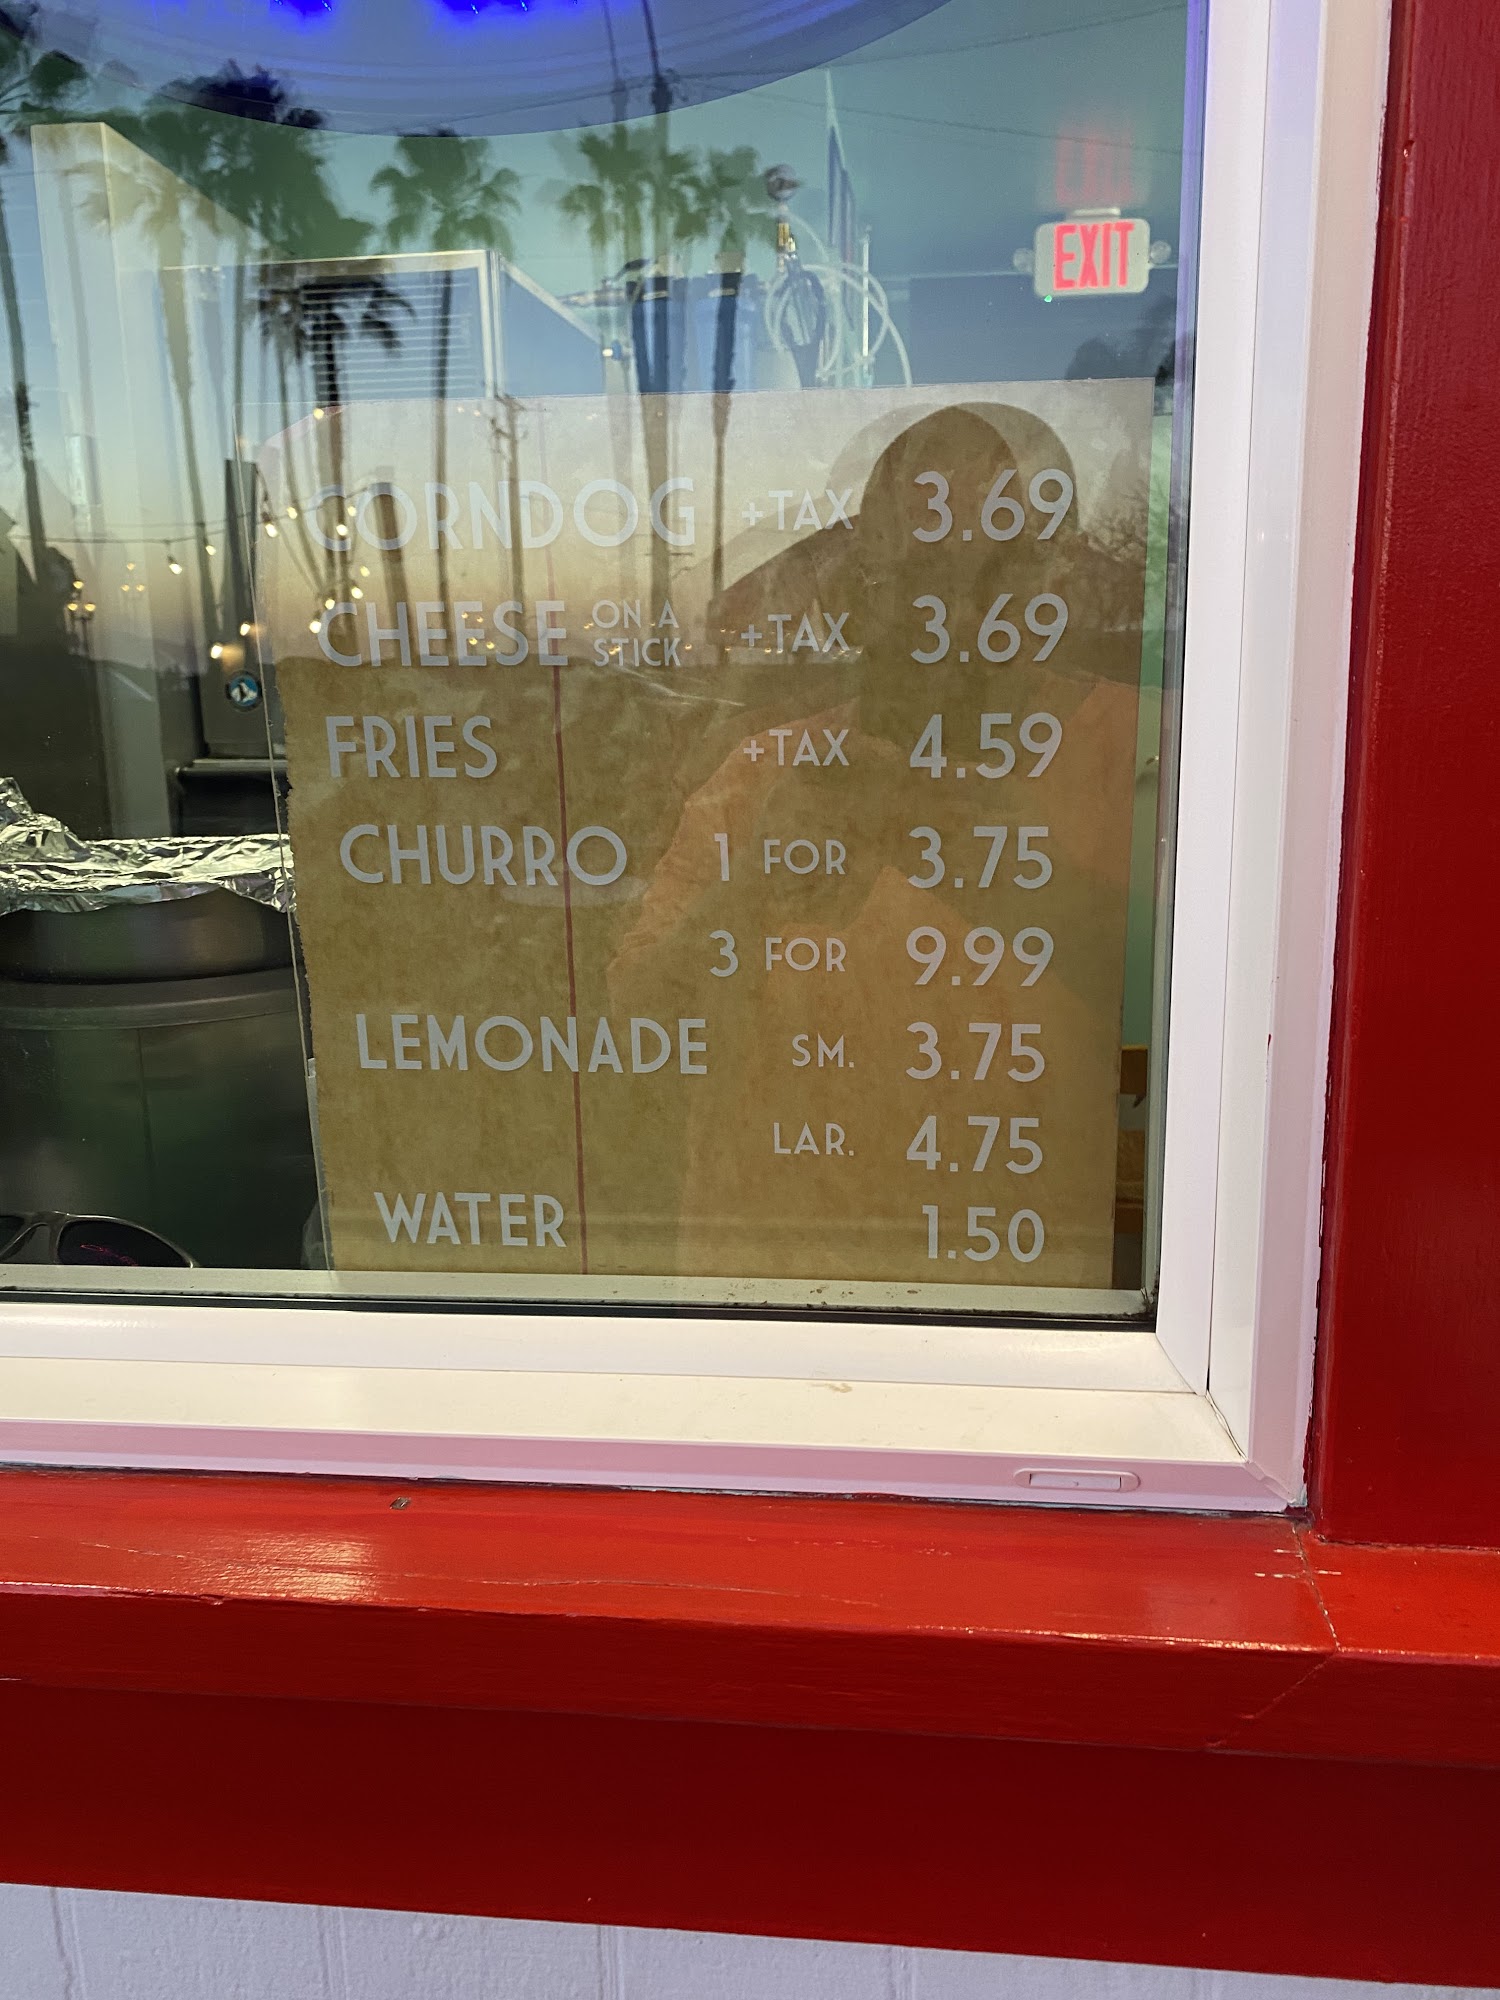 EXIT
CORNDOG +TAX 3.69
CHEESE ON A STICK +TAX 3.69
FRIES +TAX 4.59
CHURRO 1 FOR 3.75
3 FOR 9.99
LEMONADE SM. 3.75
LAR. 4.75
WATER 1.50